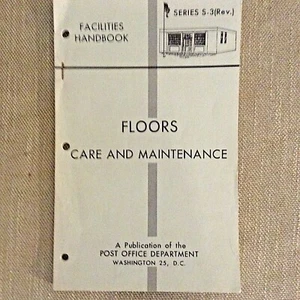 FACILITIES
HANDBOOK
SERIES S-3(Rev.)
FLOORS
CARE AND MAINTENANCE
A Publication of the
POST OFFICE DEPARTMENT
WASHINGTON 25, D.C.